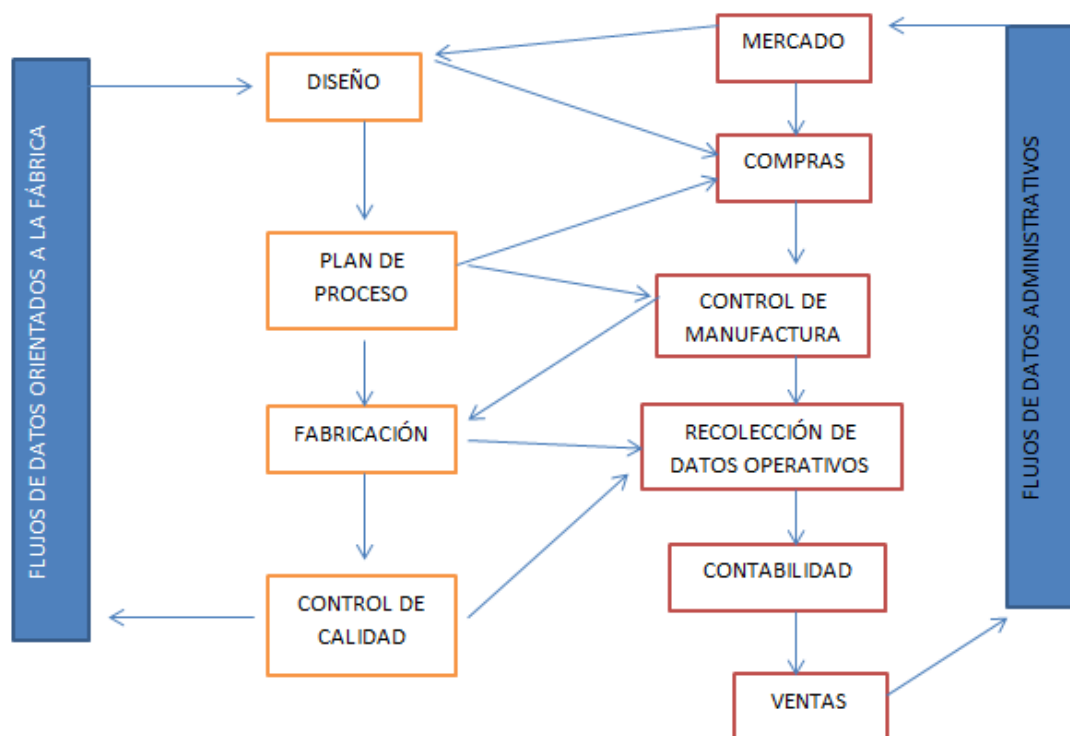 FLUJOS DE DATOS ORIENTADOS A LA FÁBRICA
DISEÑO
PLAN DE
PROCESO
FABRICACIÓN
CONTROL DE
CALIDAD
MERCADO
COMPRAS
CONTROL DE
MANUFACTURA
RECOLECCIÓN DE
DATOS OPERATIVOS
CONTABILIDAD
VENTAS
FLUJOS DE DATOS ADMINISTRATIVOS